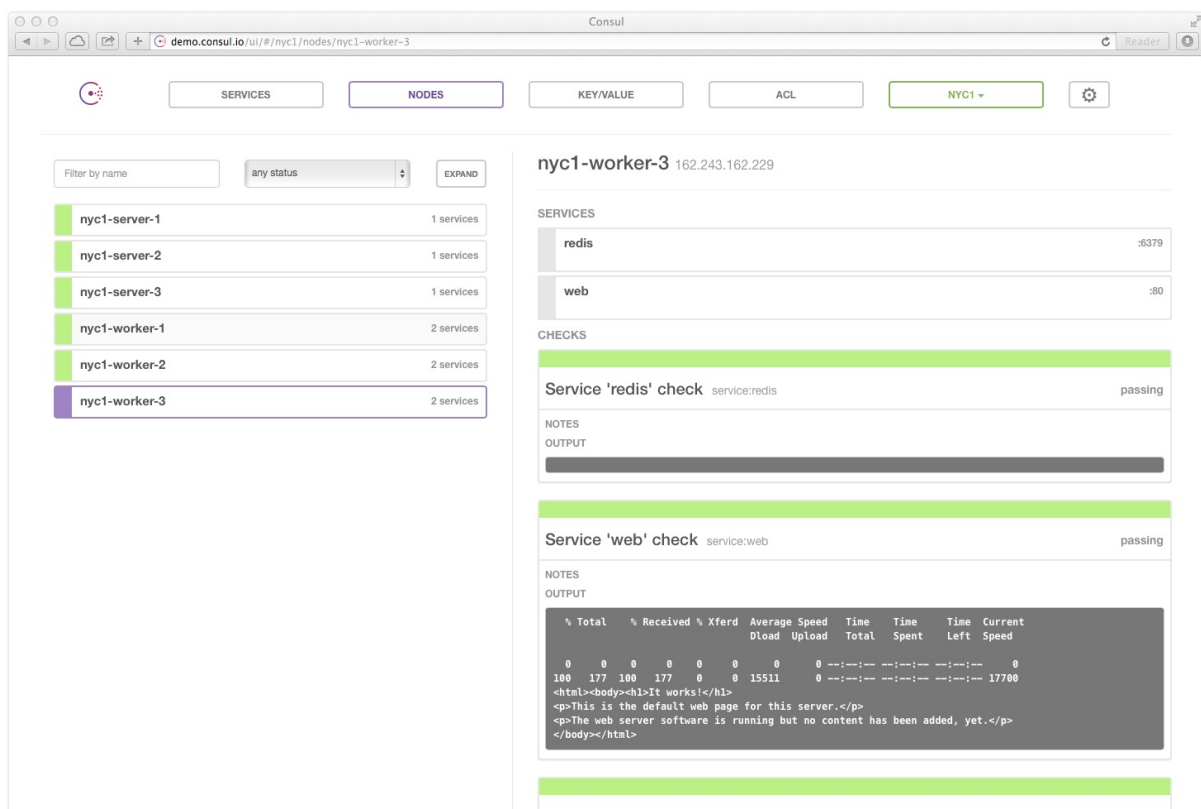 Consul
demo.consul.io/ui/#/nyc1/nodes/nyc1-worker-3
Reader
SERVICES
NODES
KEY/VALUE
ACL
NYC1
Filter by name
any status
EXPAND
nyc1-server-1 1 services
nyc1-server-2 1 services
nyc1-server-3 1 services
nyc1-worker-1 2 services
nyc1-worker-2 2 services
nyc1-worker-3 2 services
nyc1-worker-3 162.243.162.229
SERVICES
redis :6379
web :80
CHECKS
Service 'redis' check service:redis passing
NOTES
OUTPUT
Service 'web' check service:web passing
NOTES
OUTPUT
% Total % Received % Xferd Average Speed Time Time Time Current
Dload Upload Total Spent Left Speed
0 0 0 0 0 0 0 0 --:--:-- --:--:-- --:--:-- 0
100 177 100 177 0 0 15511 0 --:--:-- --:--:-- --:--:-- 17700
<html><body><h1>It works!</h1>
<p>This is the default web page for this server.</p>
<p>The web server software is running but no content has been added, yet.</p>
</body></html>